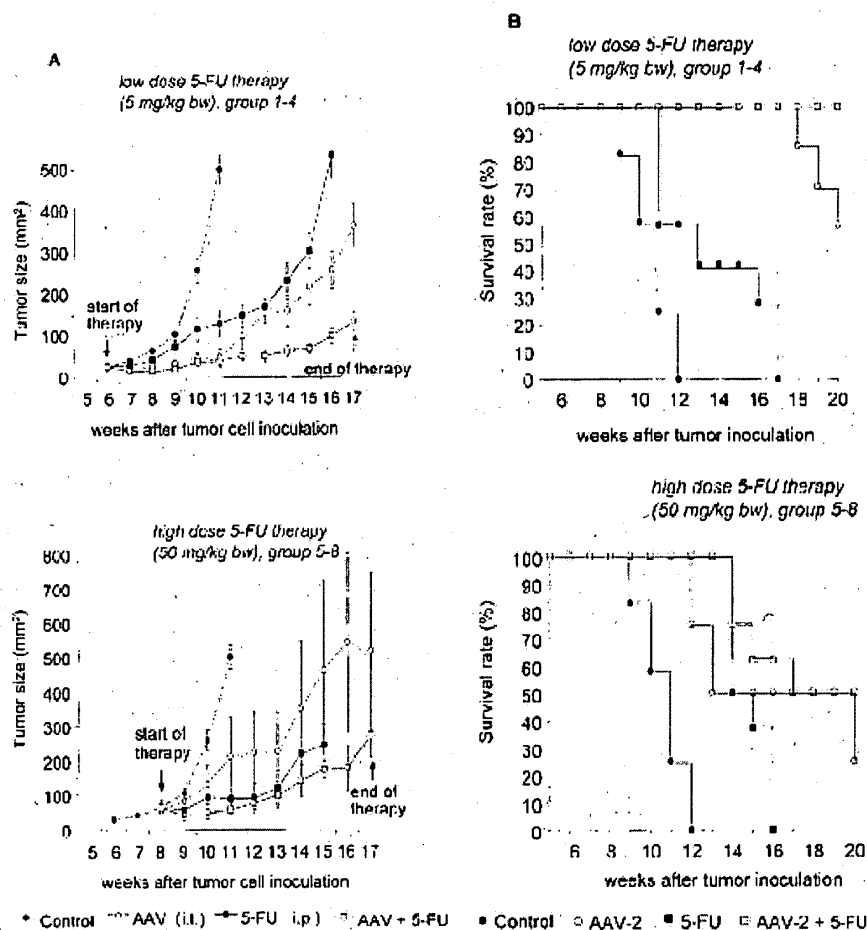 A
low dose 5-FU therapy
(5 mg/kg bw), group 1-4
Tumor size (mm²)
500
400
300
200
100
0
start of
therapy
end of therapy
5 6 7 8 9 10 11 12 13 14 15 16 17
weeks after tumor cell inoculation
B
low dose 5-FU therapy
(5 mg/kg bw), group 1-4
Survival rate (%)
100
90
80
70
60
50
40
30
20
10
0
6 8 10 12 14 16 18 20
weeks after tumor inoculation
high dose 5-FU therapy
(50 mg/kg bw), group 5-8
Tumor size (mm²)
800
700
600
500
400
300
200
100
0
start of
therapy
end of
therapy
5 6 7 8 9 10 11 12 13 14 15 16 17
weeks after tumor cell inoculation
high dose 5-FU therapy
(50 mg/kg bw), group 5-8
Survival rate (%)
100
90
80
70
60
50
40
30
20
10
0
6 8 10 12 14 16 18 20
weeks after tumor inoculation
Control AAV (i.t.) 5-FU i.p) AAV + 5-FU
Control AAV-2 5-FU AAV-2 + 5-FU